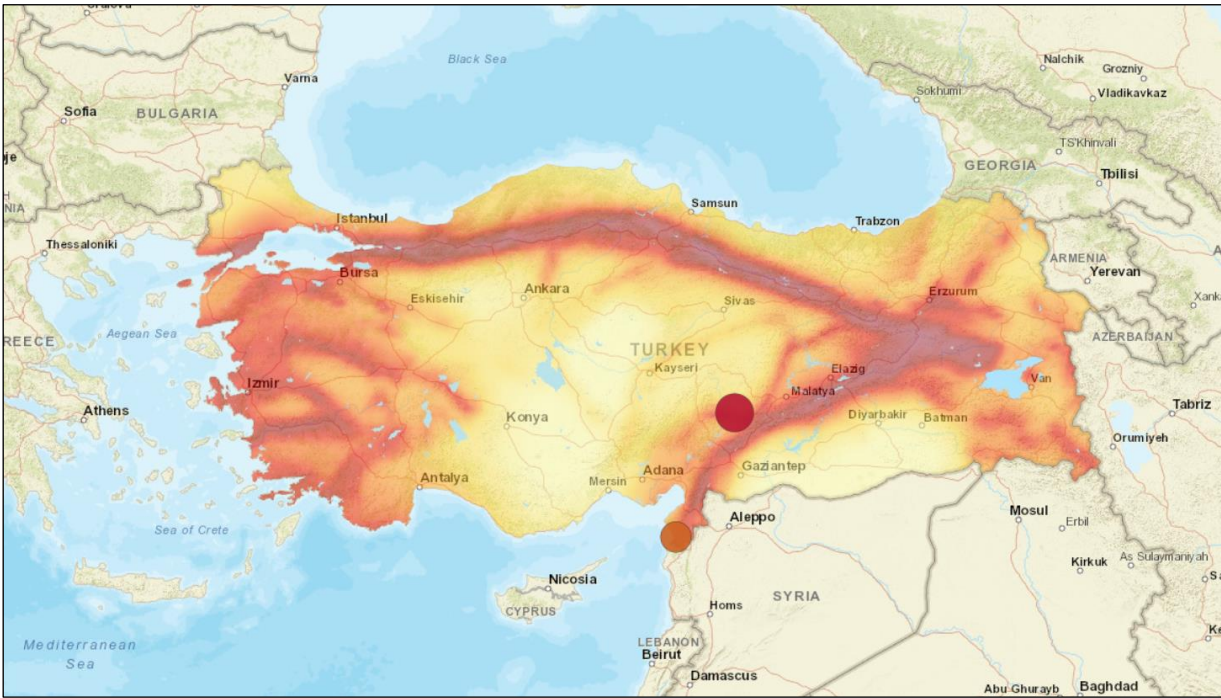 Craiova
Black Sea
Nalchik
Grozny
Varna
Sokhumi
Vladikavkaz
Sofia
BULGARIA
TS'Khinvali
GEORGIA
Tbilisi
Samsun
Istanbul
Trabzon
Thessaloniki
ARMENIA
Yerevan
Bursa
Ankara
Erzurum
Eskisehir
Sivas
Aegean Sea
AZERBAIJAN
REECE
TURKEY
Kayseri
Elazig
Van
Izmir
Malatya
Athens
Konya
Diyarbakir
Batman
Tabriz
Orumiyeh
Antalya
Mersin
Adana
Gaziantep
Sea of Crete
Aleppo
Mosul
Erbil
As Sulaymaniyah
Kirkuk
Nicosia
CYPRUS
SYRIA
Homs
LEBANON
Mediterranean
Sea
Beirut
Damascus
Abu Ghurayb
Baghdad